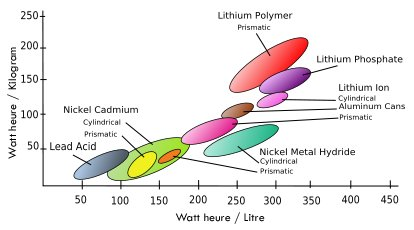 Watt heure / Kilogram
250
200
150
100
50
Lithium Polymer
Prismatic
Lithium Phosphate
Lithium Ion
Cylindrical
Aluminum Cans
Prismatic
Nickel Cadmium
Cylindrical
Prismatic
Lead Acid
Nickel Metal Hydride
Cylindrical
Prismatic
50 100 150 200 250 300 350 400 450
Watt heure / Litre